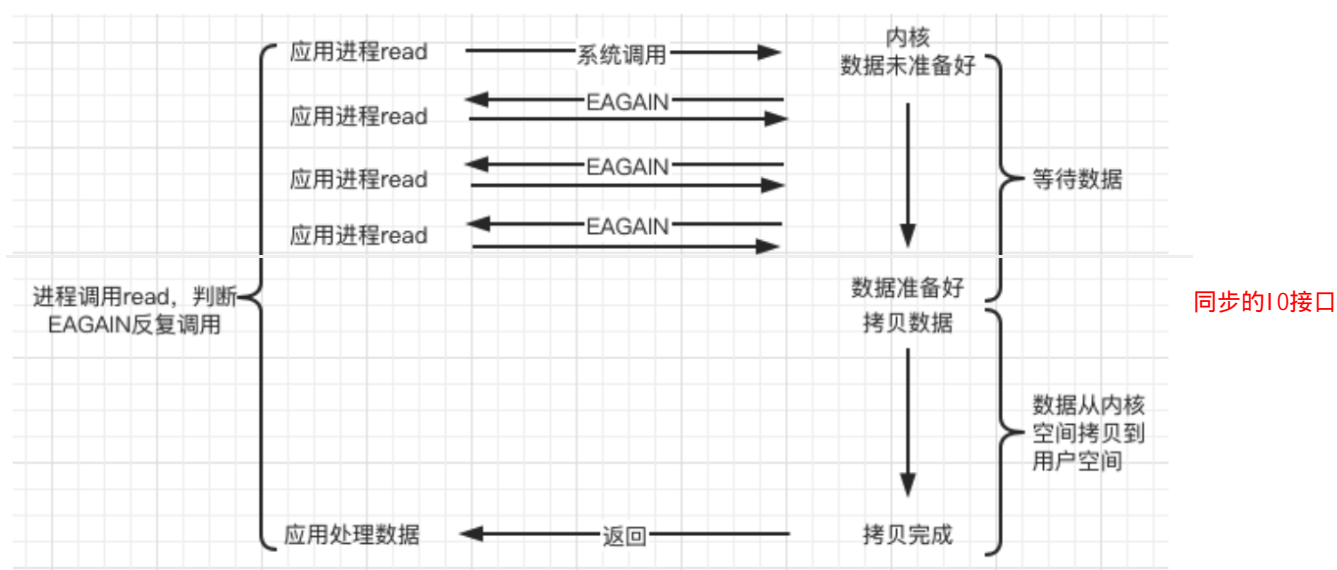 应用进程read
系统调用
内核
数据未准备好
EAGAIN
应用进程read
EAGAIN
应用进程read
等待数据
EAGAIN
应用进程read
进程调用read，判断
EAGAIN反复调用
数据准备好
同步的IO接口
拷贝数据
数据从内核
空间拷贝到
用户空间
应用处理数据
返回
拷贝完成